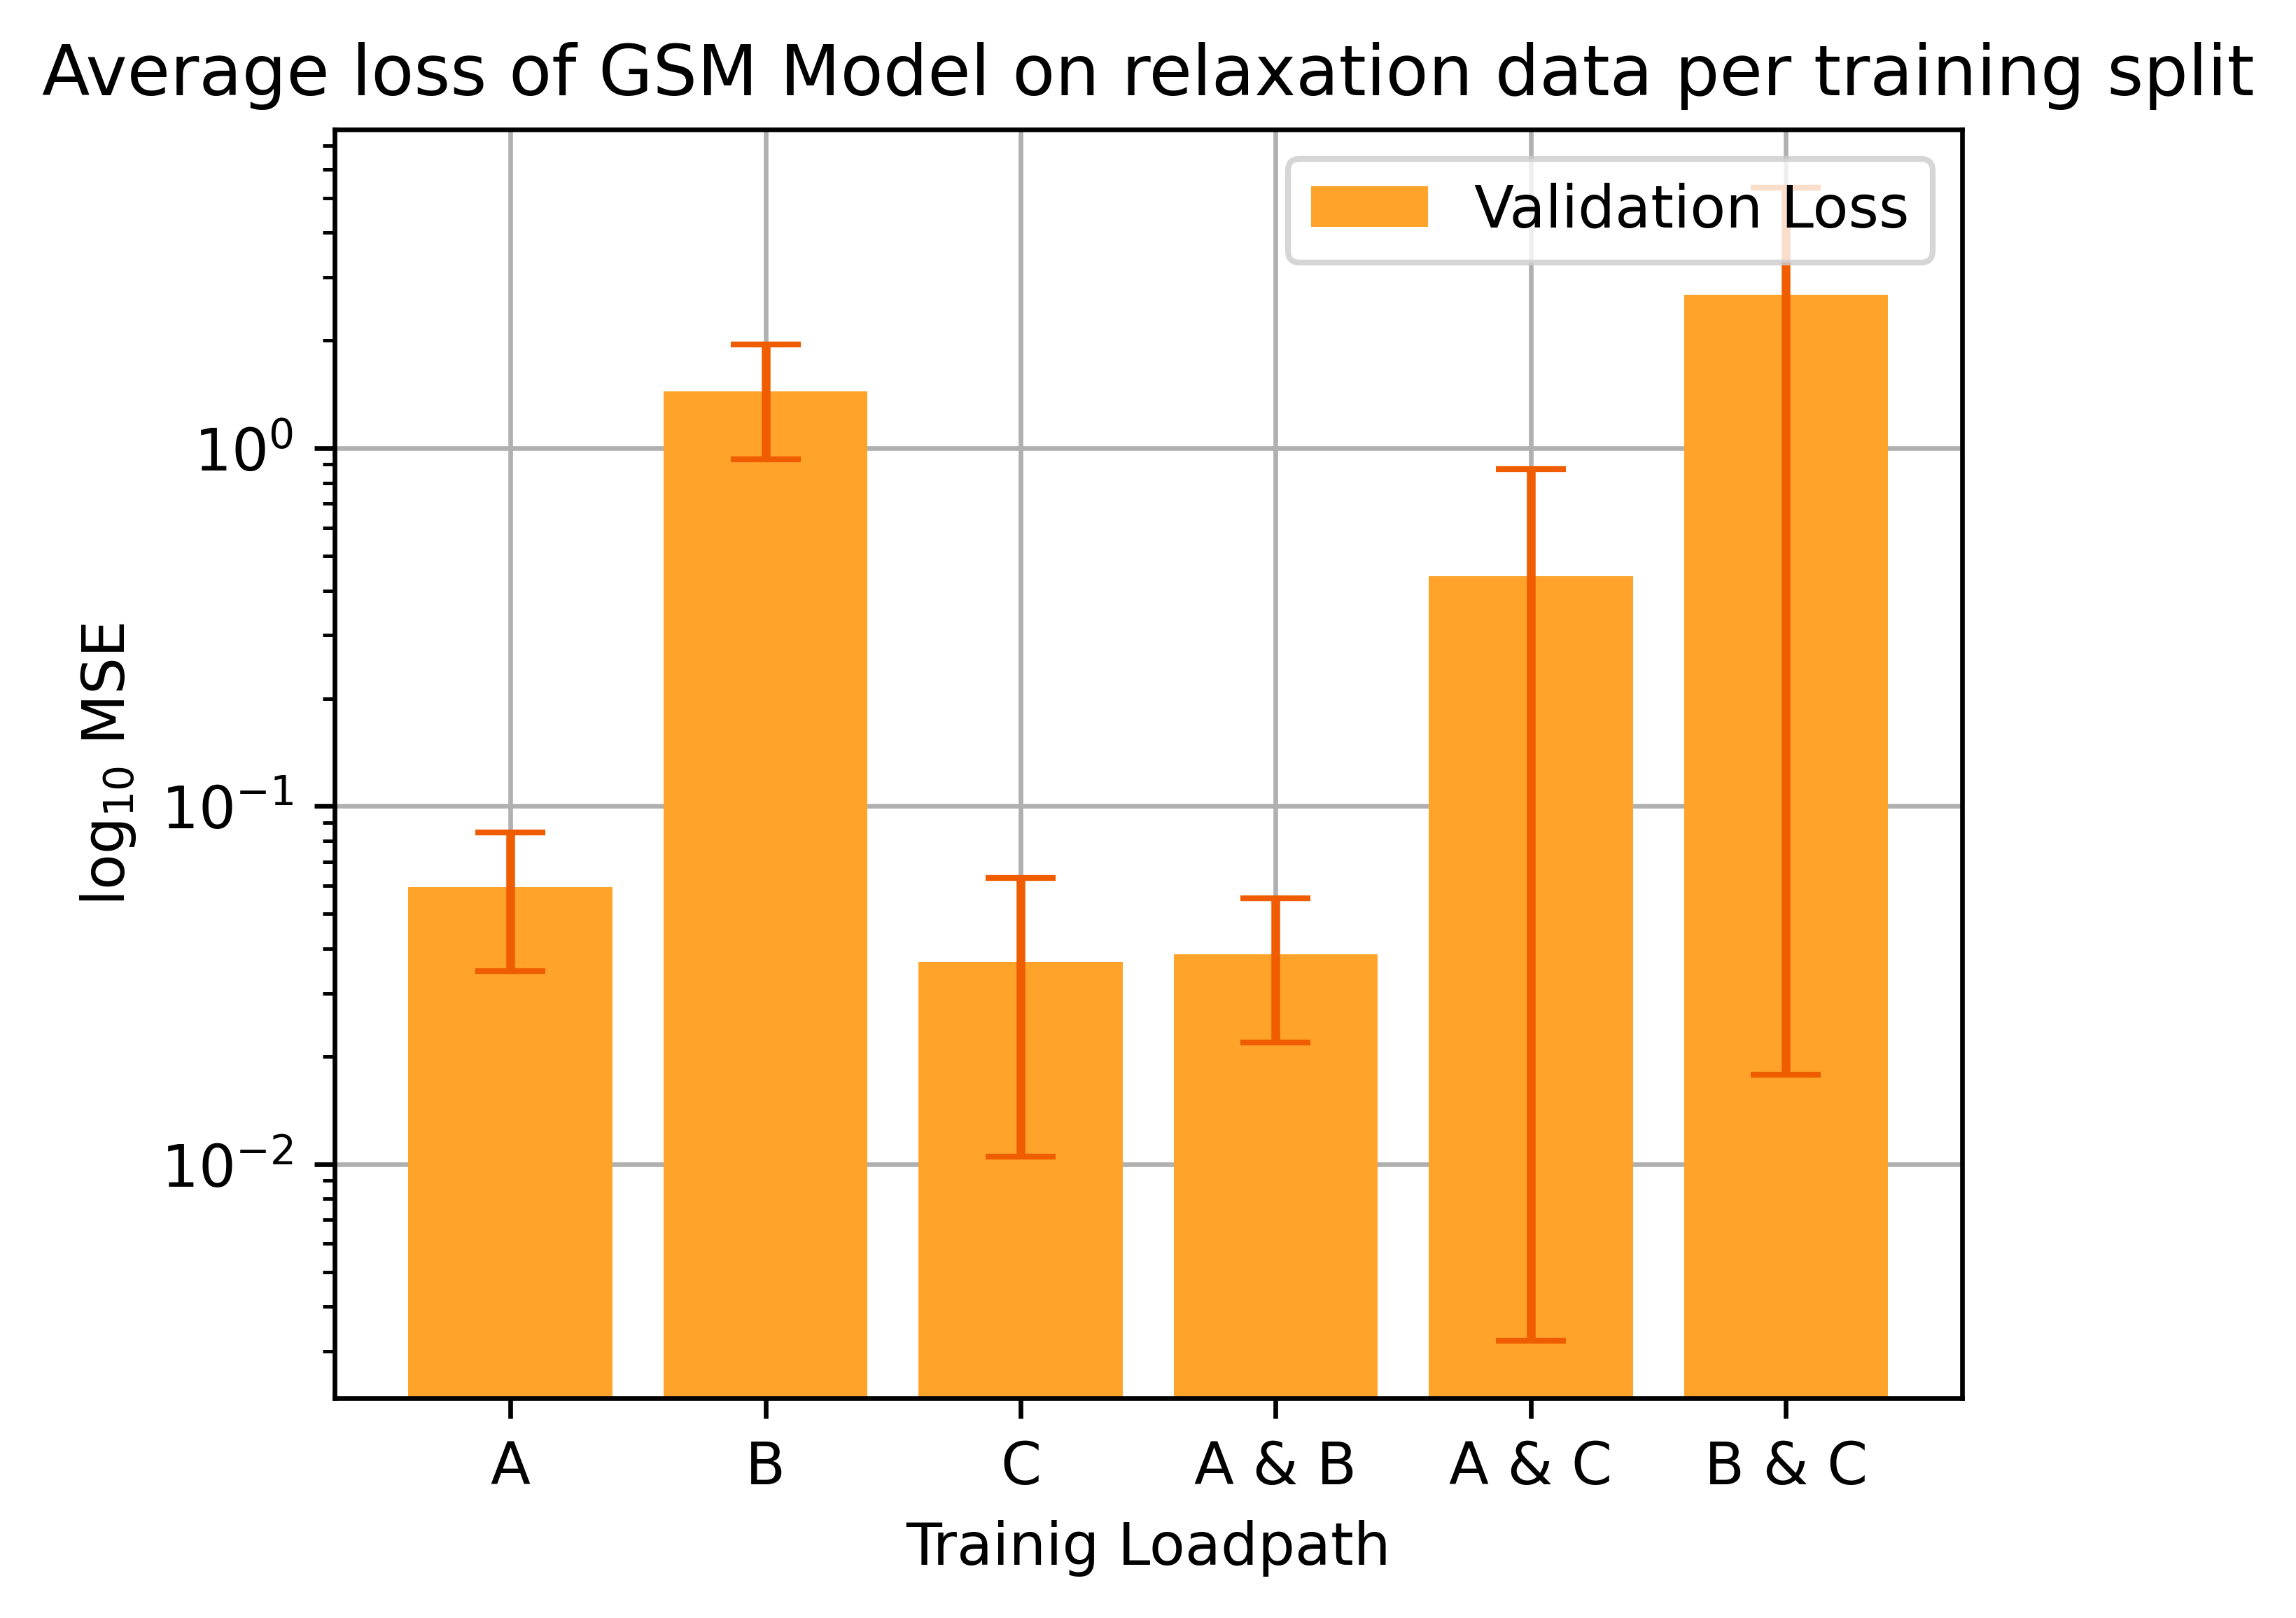 Average loss of GSM Model on relaxation data per training split
Validation Loss
log₁₀ MSE
10⁰
10⁻¹
10⁻²
A B C A & B A & C B & C
Trainig Loadpath